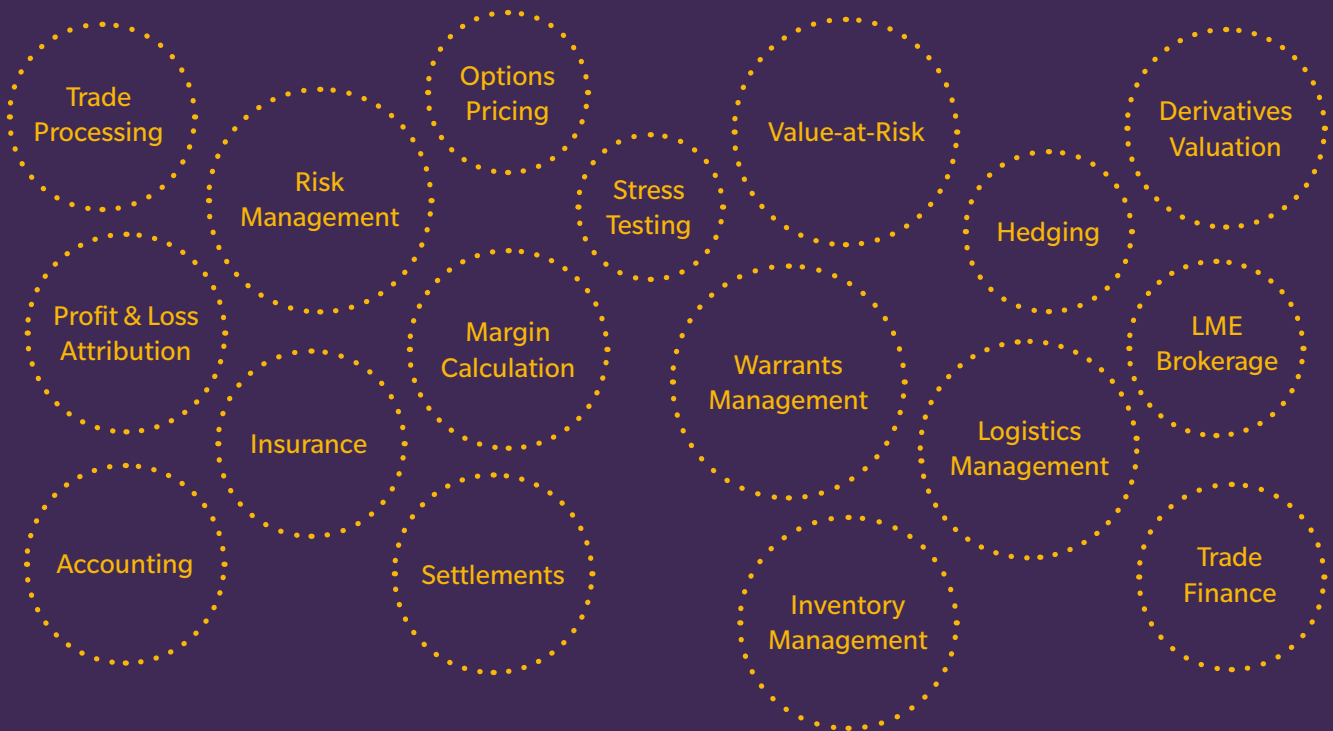 Trade
Processing
Options
Pricing
Value-at-Risk
Derivatives
Valuation
Risk
Management
Stress
Testing
Hedging
Profit & Loss
Attribution
Margin
Calculation
Warrants
Management
LME
Brokerage
Insurance
Logistics
Management
Accounting
Settlements
Inventory
Management
Trade
Finance